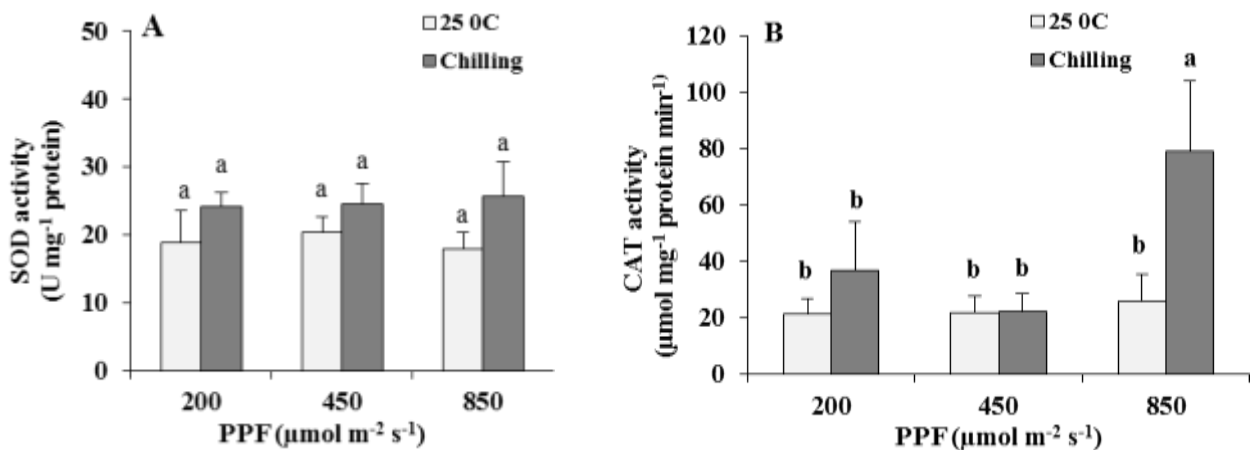 A
25 0C
Chilling
50
40
30
20
10
0
SOD activity
(U mg⁻¹ protein)
a
a
a
a
a
a
200
450
850
PPF (µmol m⁻² s⁻¹)
B
25 0C
Chilling
120
100
80
60
40
20
0
CAT activity
(µmol mg⁻¹ protein min⁻¹)
b
b
b
b
b
a
200
450
850
PPF (µmol m⁻² s⁻¹)